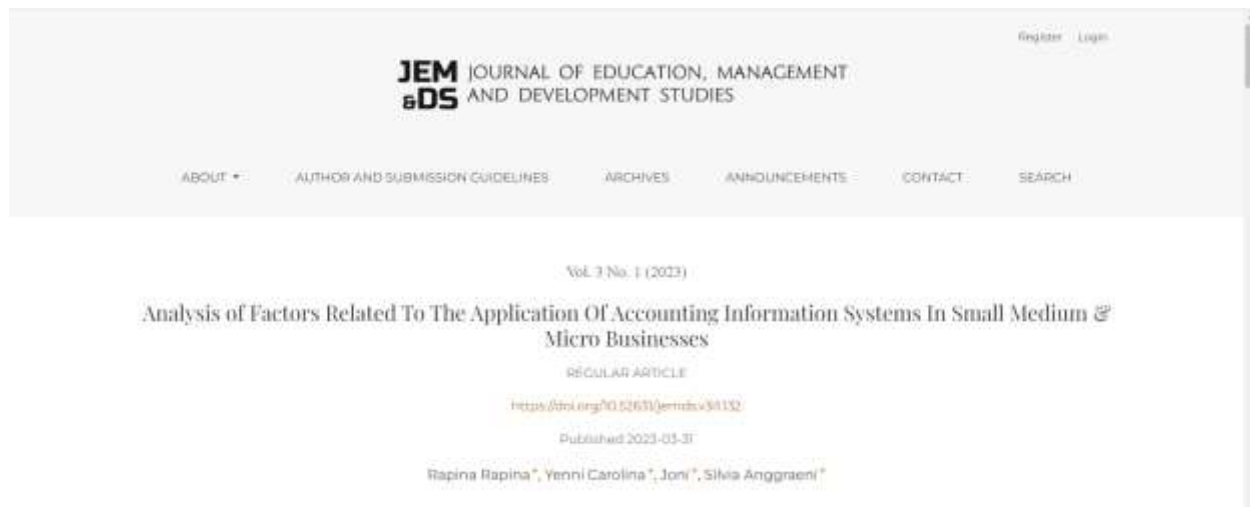 Register Login
JEM JOURNAL OF EDUCATION, MANAGEMENT
&DS AND DEVELOPMENT STUDIES
ABOUT AUTHOR AND SUBMISSION GUIDELINES ARCHIVES ANNOUNCEMENTS CONTACT SEARCH
Vol. 3 No. 1 (2023)
Analysis of Factors Related To The Application Of Accounting Information Systems In Small Medium &
Micro Businesses
REGULAR ARTICLE
Published 2023-03-31
Rapina Rapina, Yenni Carolina, Joni, Silvia Anggraeni